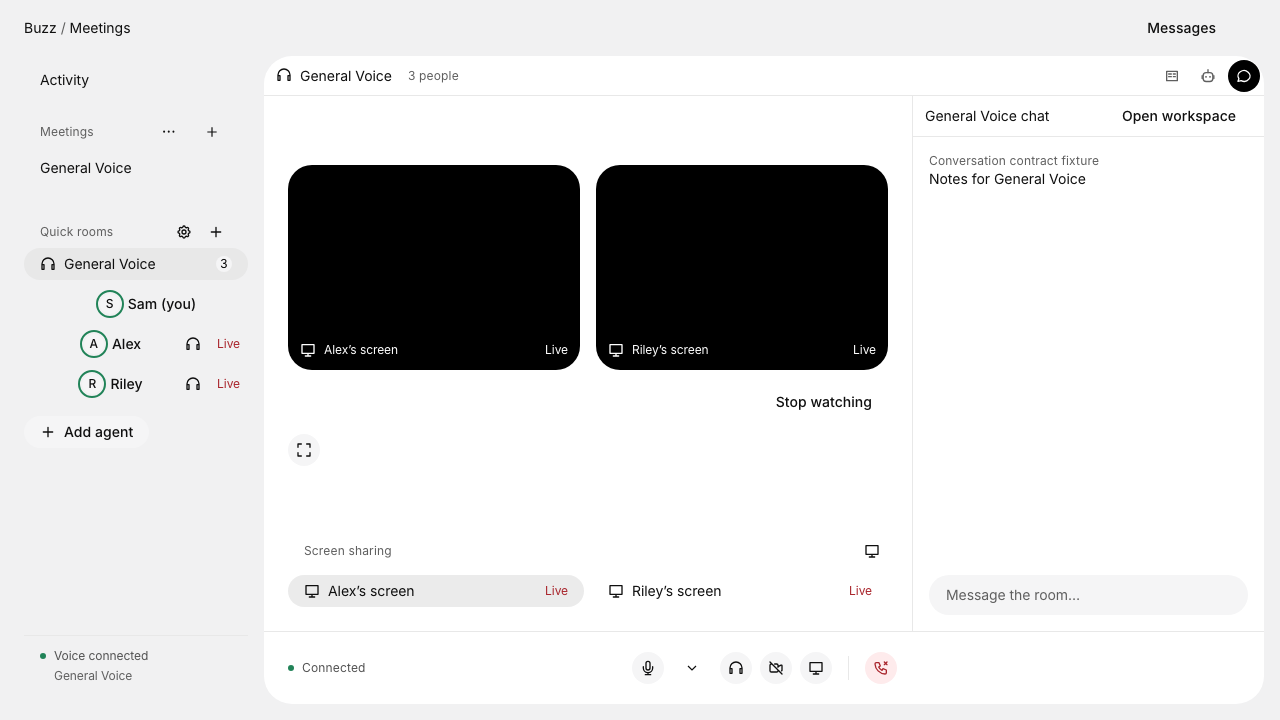 Buzz / Meetings
Messages
Activity
Meetings
General Voice
Quick rooms
General Voice 3
S Sam (you)
A Alex Live
R Riley Live
Add agent
Voice connected
General Voice
General Voice 3 people
Alex’s screen Live
Riley’s screen Live
Stop watching
Screen sharing
Alex’s screen Live
Riley’s screen Live
Connected
General Voice chat Open workspace
Conversation contract fixture
Notes for General Voice
Message the room...